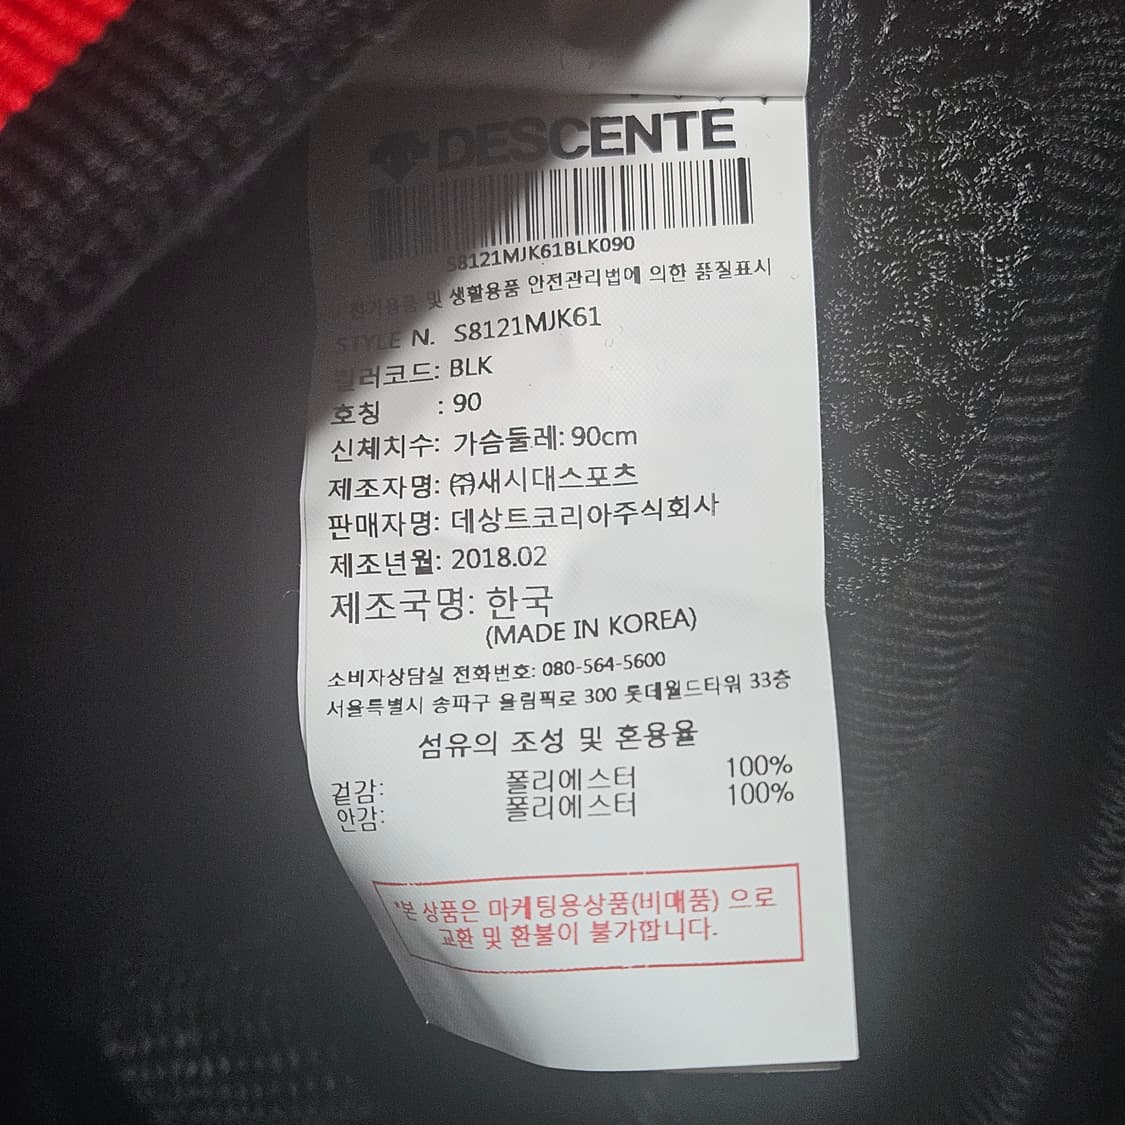 DESCENTE
S8121MJK61BLK090
전기용품 및 생활용품 안전관리법에 의한 품질표시
STYLE N. S8121MJK61
컬러코드: BLK
호칭 : 90
신체치수: 가슴둘레: 90cm
제조자명: ㈜새시대스포츠
판매자명: 데상트코리아주식회사
제조년월: 2018.02
제조국명: 한국
(MADE IN KOREA)
소비자상담실 전화번호: 080-564-5600
서울특별시 송파구 올림픽로 300 롯데월드타워 33층
섬유의 조성 및 혼용율
겉감: 폴리에스터 100%
안감: 폴리에스터 100%
*본 상품은 마케팅용상품(비매품) 으로
교환 및 환불이 불가합니다.